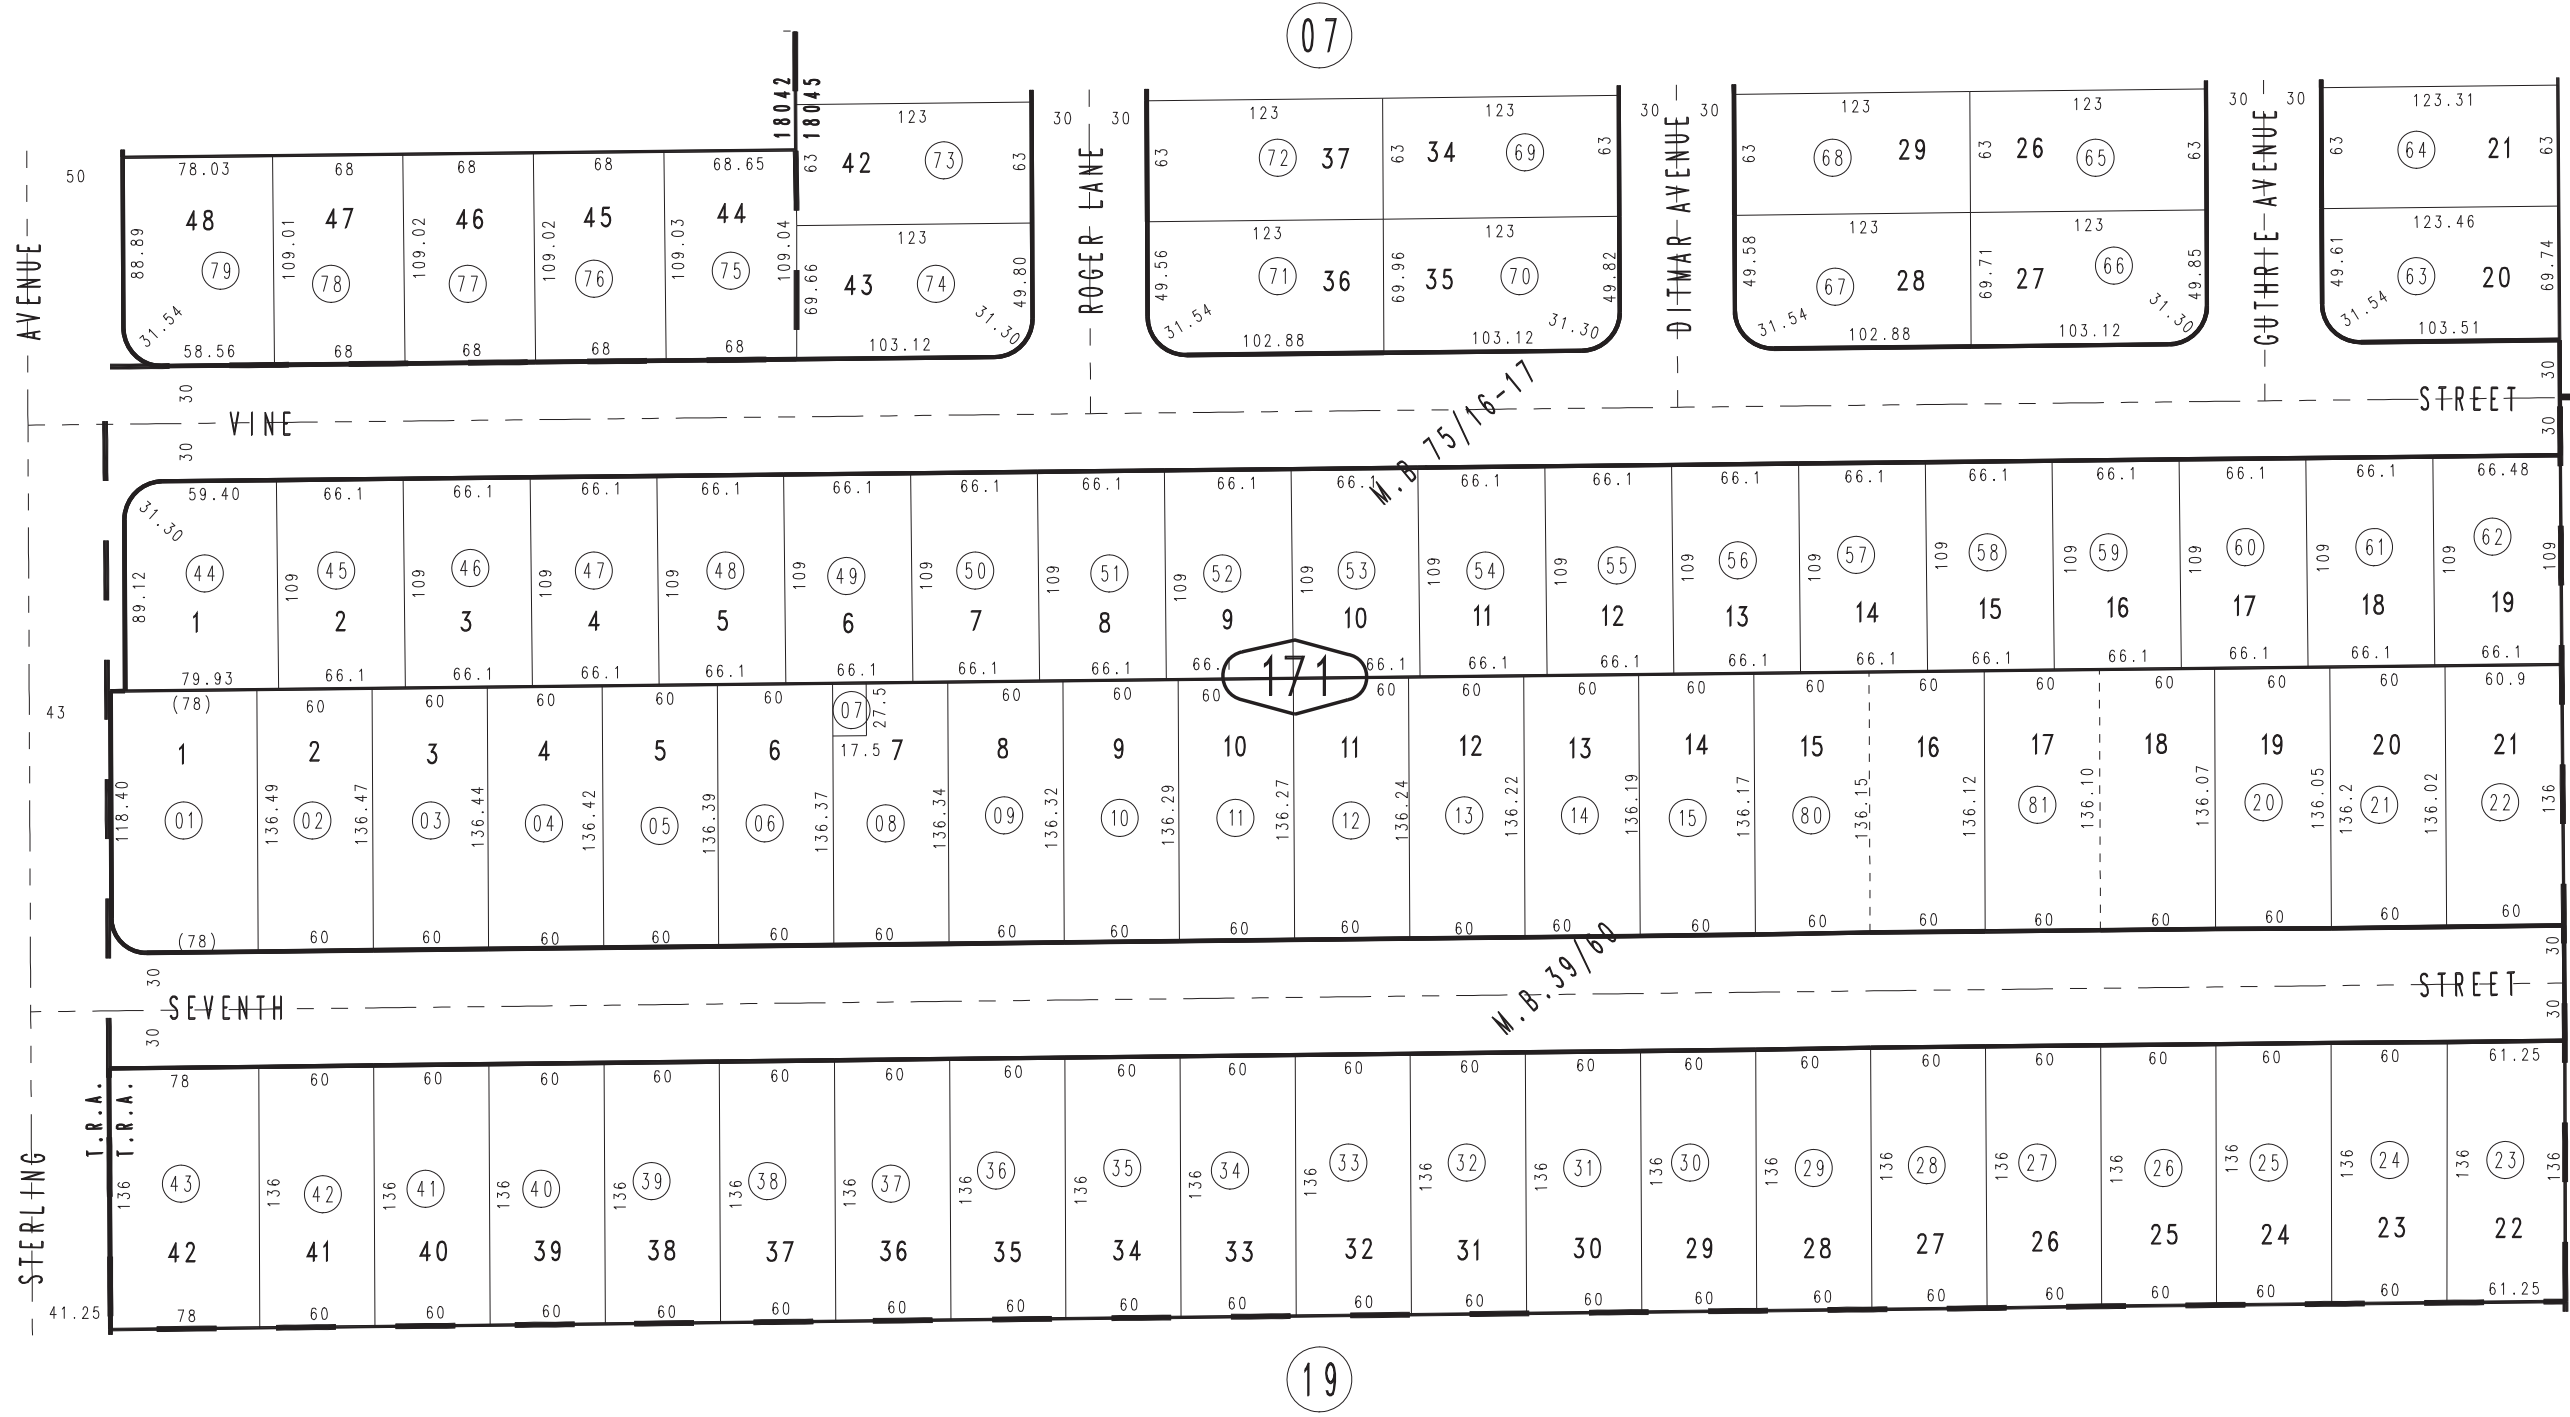 07
18042
18045
123
30 30
123
123
30 30
123
123
30 30
123.31
50
78.03 68 68 68 68.65
63 42 73 63
63 72 37 63 34 69 63
63 68 29 63 26 65 63
63 64 21 63
48 47 46 45 44
88.89 109.01 109.02 109.02 109.03 109.04
79 78 77 76 75
123
123
123
123
123
123.46
69.66 43 74 49.80
49.56 71 36 69.96 35 70 49.82
49.58 67 28 69.71 27 66 49.85
49.61 63 20 69.74
31.54 31.30 31.54 31.30 31.54 31.30 31.54
58.56 68 68 68 68 103.12 102.88 103.12 102.88 103.12 103.51
AVENUE
ROGER LANE
DITMAR AVENUE
GUTHRIE AVENUE
30 30
VINE STREET
30 30
M.B. 75/16-17
59.40 66.1 66.1 66.1 66.1 66.1 66.1 66.1 66.1 66.1 66.1 66.1 66.1 66.1 66.1 66.1 66.1 66.1 66.48
31.30
44 45 46 47 48 49 50 51 52 53 54 55 56 57 58 59 60 61 62
89.12 109 109 109 109 109 109 109 109 109 109 109 109 109 109 109 109 109 109 109
1 2 3 4 5 6 7 8 9 10 11 12 13 14 15 16 17 18 19
79.93 66.1 66.1 66.1 66.1 66.1 66.1 66.1 66.1 66.1 66.1 66.1 66.1 66.1 66.1 66.1 66.1 66.1 66.1
171
43
(78) 60 60 60 60 60 60 60 60 60 60 60 60 60 60 60 60 60 60 60.9
07 27.5
17.5
1 2 3 4 5 6 7 8 9 10 11 12 13 14 15 16 17 18 19 20 21
118.40 136.49 136.47 136.44 136.42 136.39 136.37 136.34 136.32 136.29 136.27 136.24 136.22 136.19 136.17 136.15 136.12 136.10 136.07 136.05 136.2 136.02 136
01 02 03 04 05 06 08 09 10 11 12 13 14 15 80 81 20 21 22
(78) 60 60 60 60 60 60 60 60 60 60 60 60 60 60 60 60 60 60 60 60
M.B. 39/60
30 30
SEVENTH STREET
30 30
78 60 60 60 60 60 60 60 60 60 60 60 60 60 60 60 60 60 60 60 61.25
T.R.A.
T.R.A.
136 136 136 136 136 136 136 136 136 136 136 136 136 136 136 136 136 136 136 136 136 136
43 42 41 40 39 38 37 36 35 34 33 32 31 30 29 28 27 26 25 24 23
42 41 40 39 38 37 36 35 34 33 32 31 30 29 28 27 26 25 24 23 22
STERLING
41.25
78 60 60 60 60 60 60 60 60 60 60 60 60 60 60 60 60 60 60 60 61.25
19